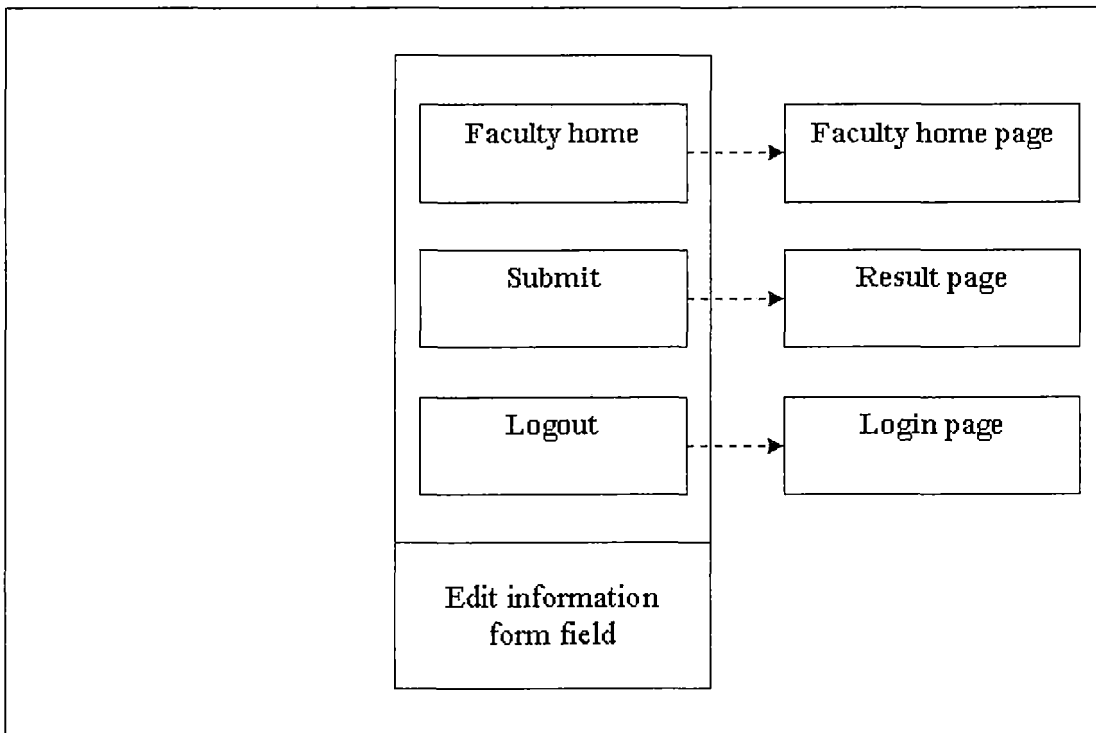 Faculty home
Faculty home page
Submit
Result page
Logout
Login page
Edit information
form field